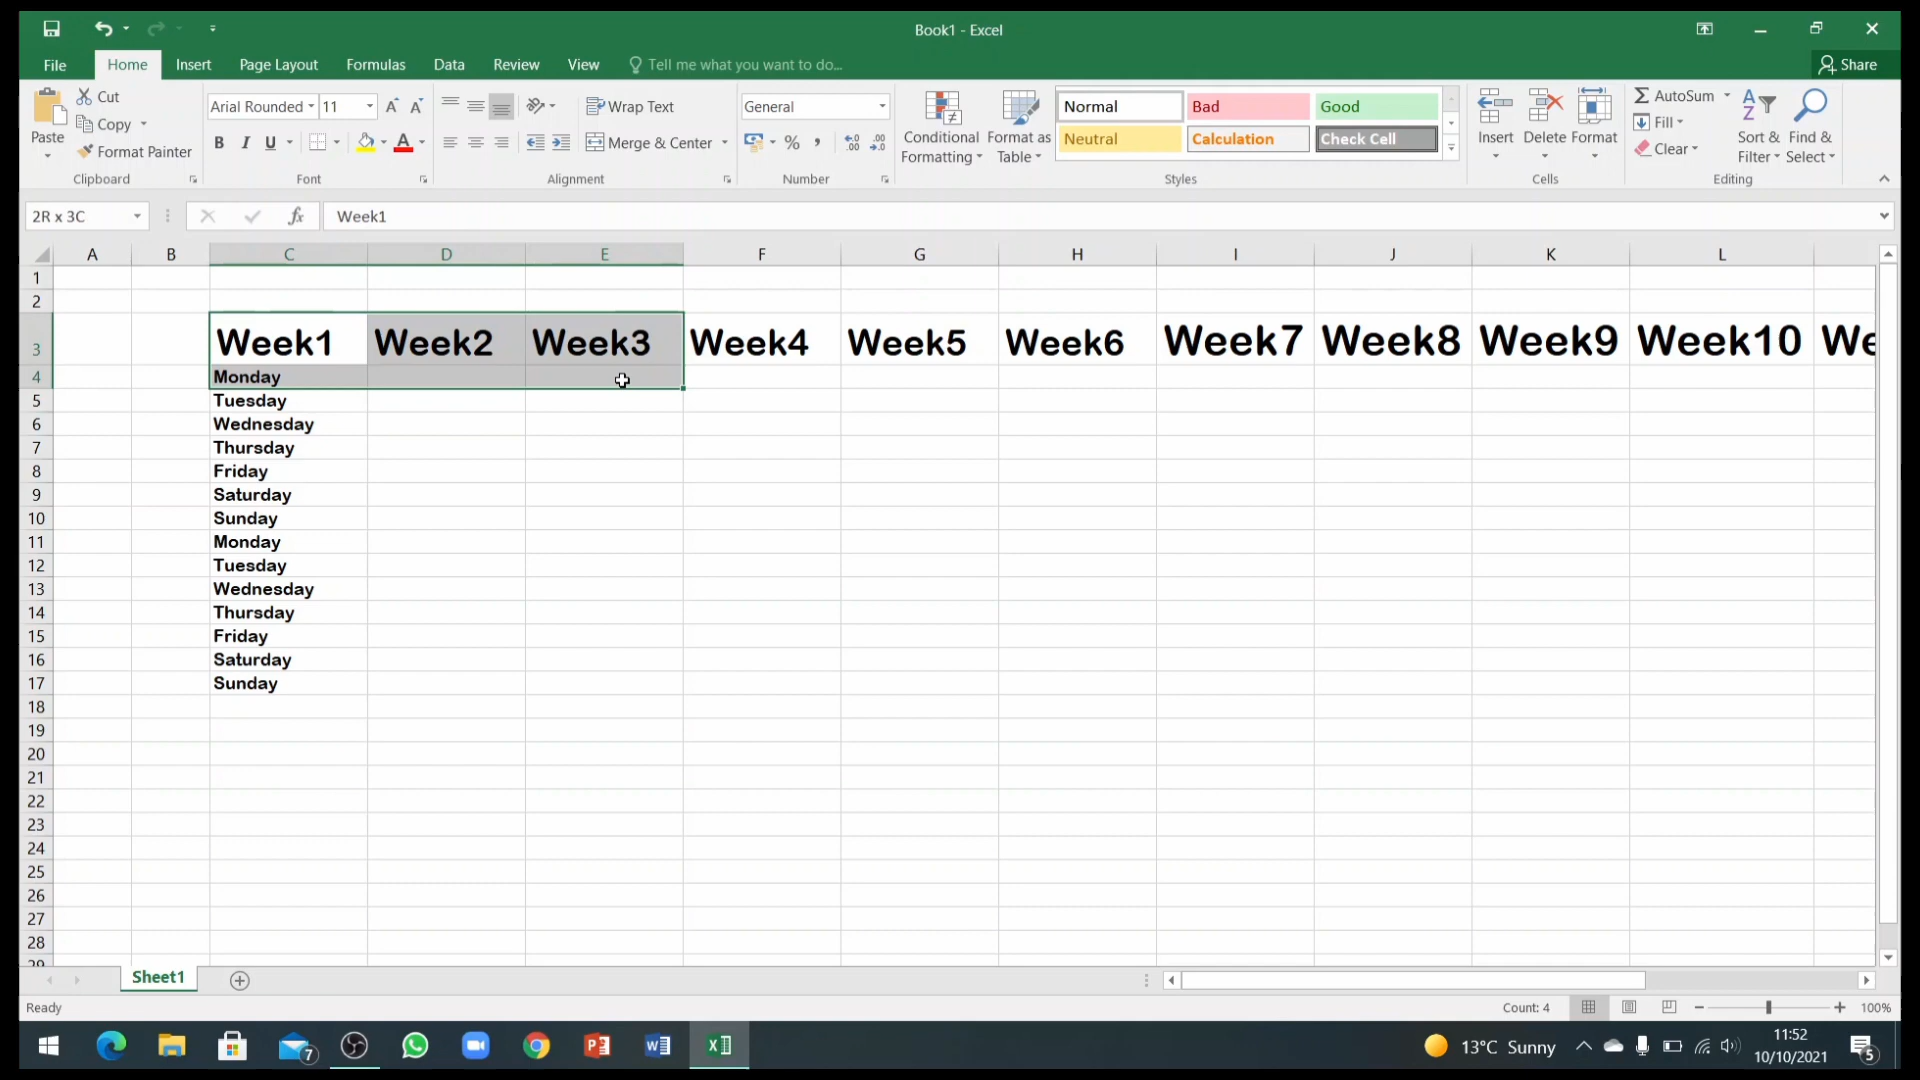 Book1 - Excel
File Home Insert Page Layout Formulas Data Review View Tell me what you want to do... Share
Paste
Cut
Copy
Format Painter
Clipboard
Arial Rounded 11
B I U
Font
Wrap Text
Merge & Center
Alignment
General
%
Number
Conditional Formatting
Format as Table
Normal Bad Good
Neutral Calculation Check Cell
Styles
Insert Delete Format
Cells
AutoSum
Fill
Clear
Sort & Filter
Find & Select
Editing
2R x 3C fx Week1
A B C D E F G H I J K L
1
2
3 Week1 Week2 Week3 Week4 Week5 Week6 Week7 Week8 Week9 Week10 We
4 Monday
5 Tuesday
6 Wednesday
7 Thursday
8 Friday
9 Saturday
10 Sunday
11 Monday
12 Tuesday
13 Wednesday
14 Thursday
15 Friday
16 Saturday
17 Sunday
18
19
20
21
22
23
24
25
26
27
28
29
Sheet1
Ready Count: 4 100%
7 13°C Sunny 11:52
10/10/2021 5